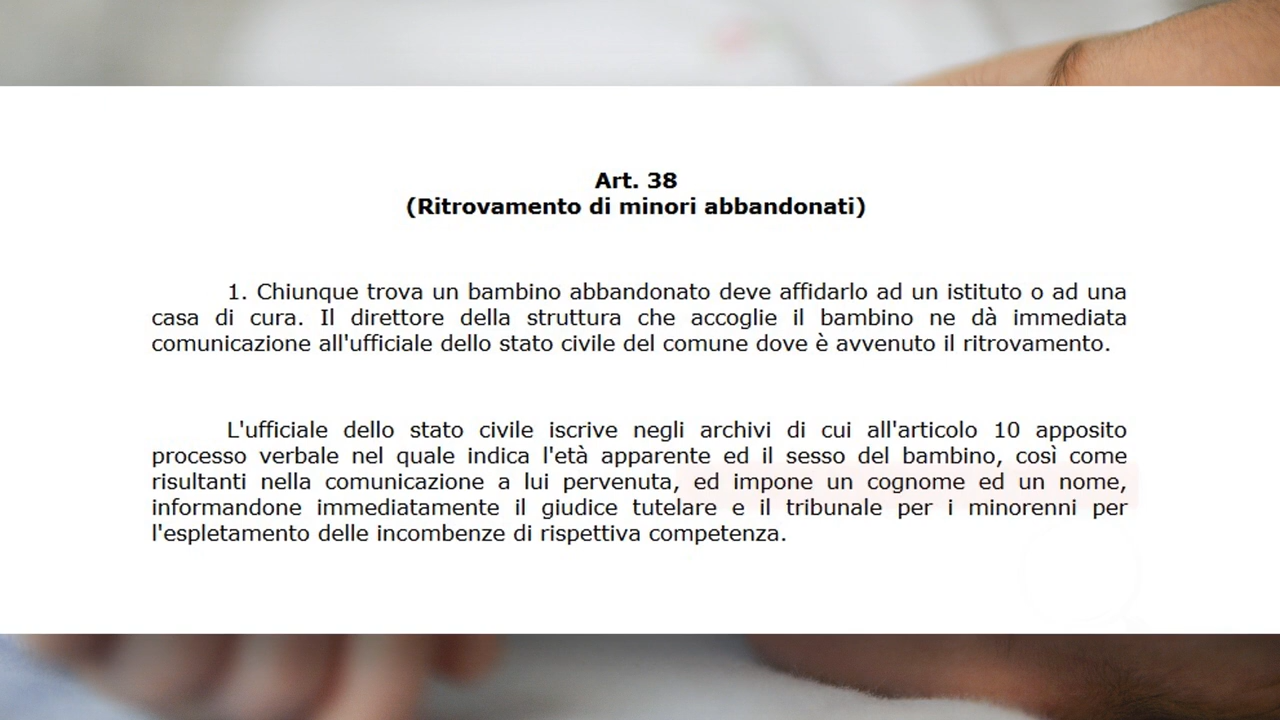 Art. 38
(Ritrovamento di minori abbandonati)
1. Chiunque trova un bambino abbandonato deve affidarlo ad un istituto o ad una
casa di cura. Il direttore della struttura che accoglie il bambino ne dà immediata
comunicazione all'ufficiale dello stato civile del comune dove è avvenuto il ritrovamento.
L'ufficiale dello stato civile iscrive negli archivi di cui all'articolo 10 apposito
processo verbale nel quale indica l'età apparente ed il sesso del bambino, così come
risultanti nella comunicazione a lui pervenuta, ed impone un cognome ed un nome,
informandone immediatamente il giudice tutelare e il tribunale per i minorenni per
l'espletamento delle incombenze di rispettiva competenza.